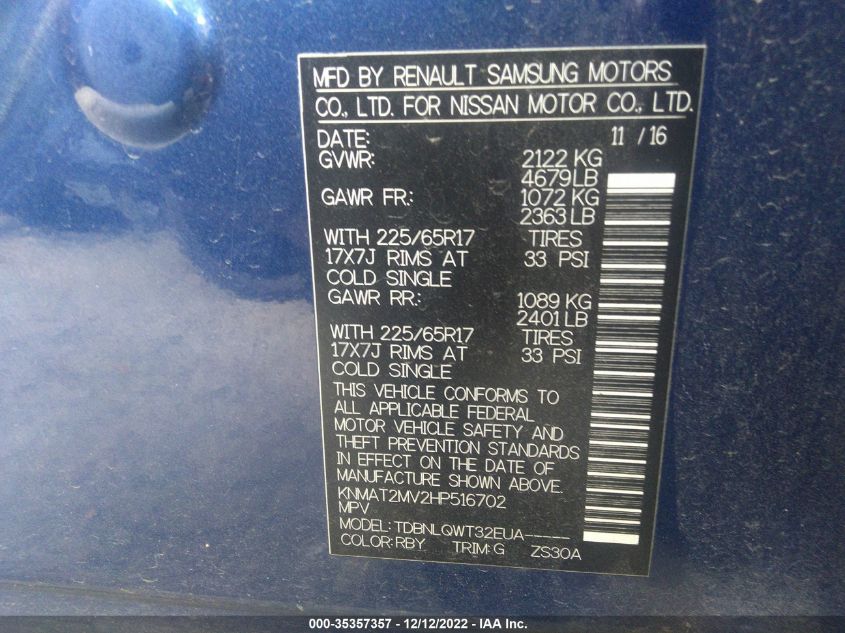 MFD BY RENAULT SAMSUNG MOTORS
CO., LTD. FOR NISSAN MOTOR CO., LTD.
DATE: 11 / 16
GVWR: 2122 KG
4679 LB
GAWR FR.: 1072 KG
2363 LB
WITH 225/65R17 TIRES
17X7J RIMS AT 33 PSI
COLD SINGLE
GAWR RR.: 1089 KG
2401 LB
WITH 225/65R17 TIRES
17X7J RIMS AT 33 PSI
COLD SINGLE
THIS VEHICLE CONFORMS TO
ALL APPLICABLE FEDERAL
MOTOR VEHICLE SAFETY AND
THEFT PREVENTION STANDARDS
IN EFFECT ON THE DATE OF
MANUFACTURE SHOWN ABOVE.
KNMAT2MV2HP516702
MPV
MODEL: TDBNLQWT32EUA-----
COLOR: RBY TRIM: G ZS30A
000-35357357 - 12/12/2022 - IAA Inc.